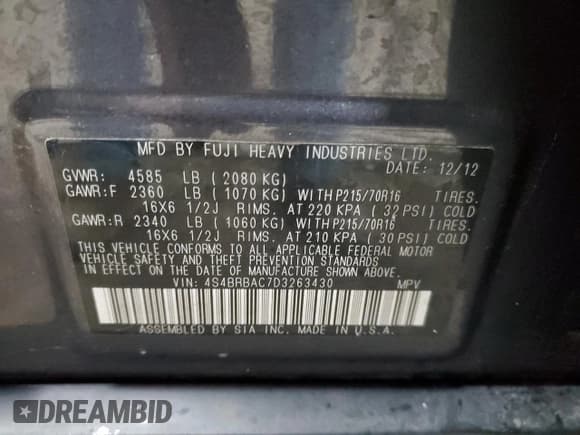 MFD BY FUJI HEAVY INDUSTRIES LTD.
DATE: 12/12
GVWR: 4585 LB (2080 KG)
GAWR:F 2360 LB (1070 KG) WITH P215/70R16 TIRES.
16X6 1/2J RIMS. AT 220 KPA (32 PSI) COLD
GAWR:R 2340 LB (1060 KG) WITH P215/70R16 TIRES.
16X6 1/2J RIMS. AT 210 KPA (30 PSI) COLD
THIS VEHICLE CONFORMS TO ALL APPLICABLE FEDERAL MOTOR
VEHICLE SAFETY AND THEFT PREVENTION STANDARDS
IN EFFECT ON THE DATE OF MANUFACTURE SHOWN ABOVE.
VIN: 4S4BRBAC7D3263430 MPV
ASSEMBLED BY SIA INC. MADE IN U.S.A.
DREAMBID